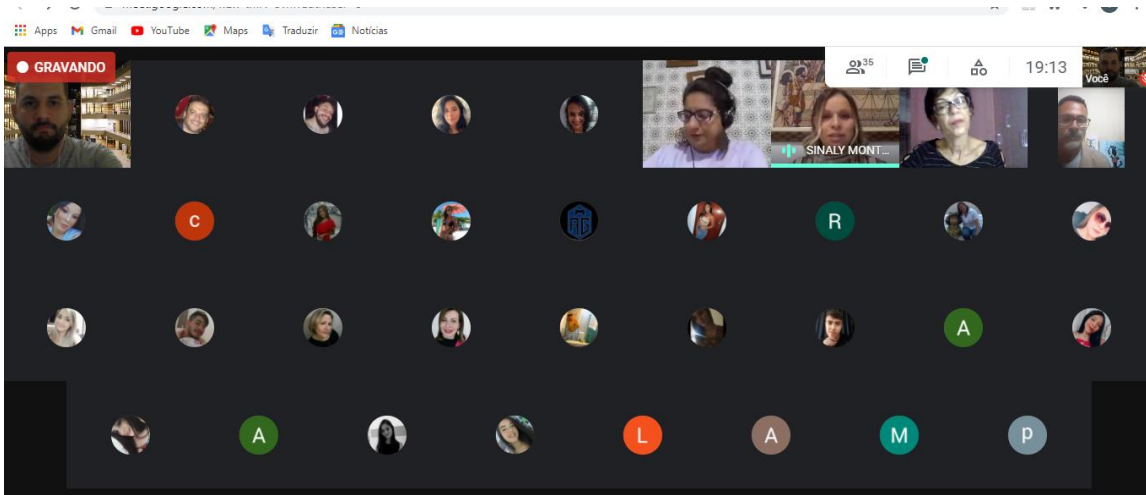 Apps Gmail YouTube Maps Traduzir Notícias
GRAVANDO
35
19:13
Você
SINALY MONT...
C
R
A
A
L
A
M
p